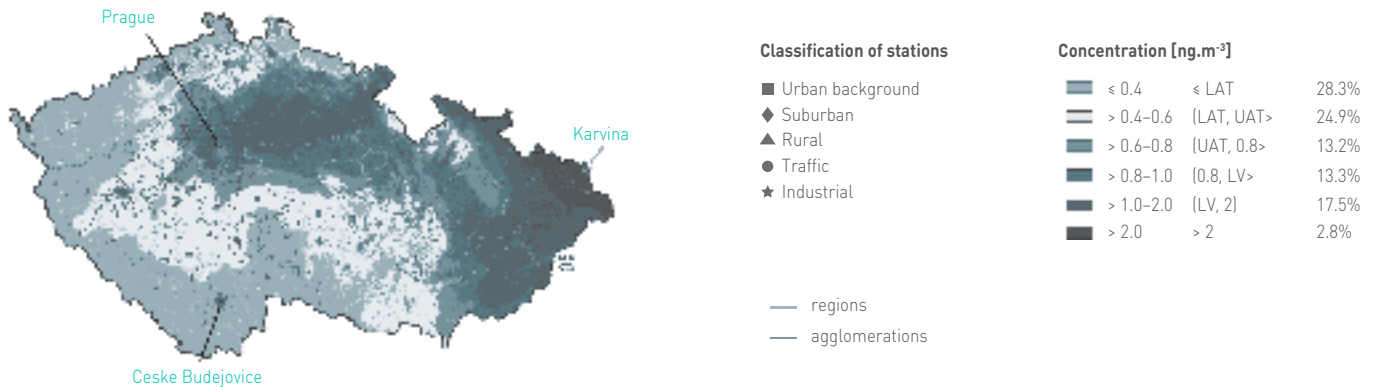 Prague
Karvina
Ceske Budejovice
Classification of stations
Urban background
Suburban
Rural
Traffic
Industrial
regions
agglomerations
Concentration [ng.m-3]
≤ 0.4 ≤ LAT 28.3%
> 0.4–0.6 (LAT, UAT> 24.9%
> 0.6–0.8 (UAT, 0.8> 13.2%
> 0.8–1.0 (0.8, LV> 13.3%
> 1.0–2.0 (LV, 2) 17.5%
> 2.0 > 2 2.8%